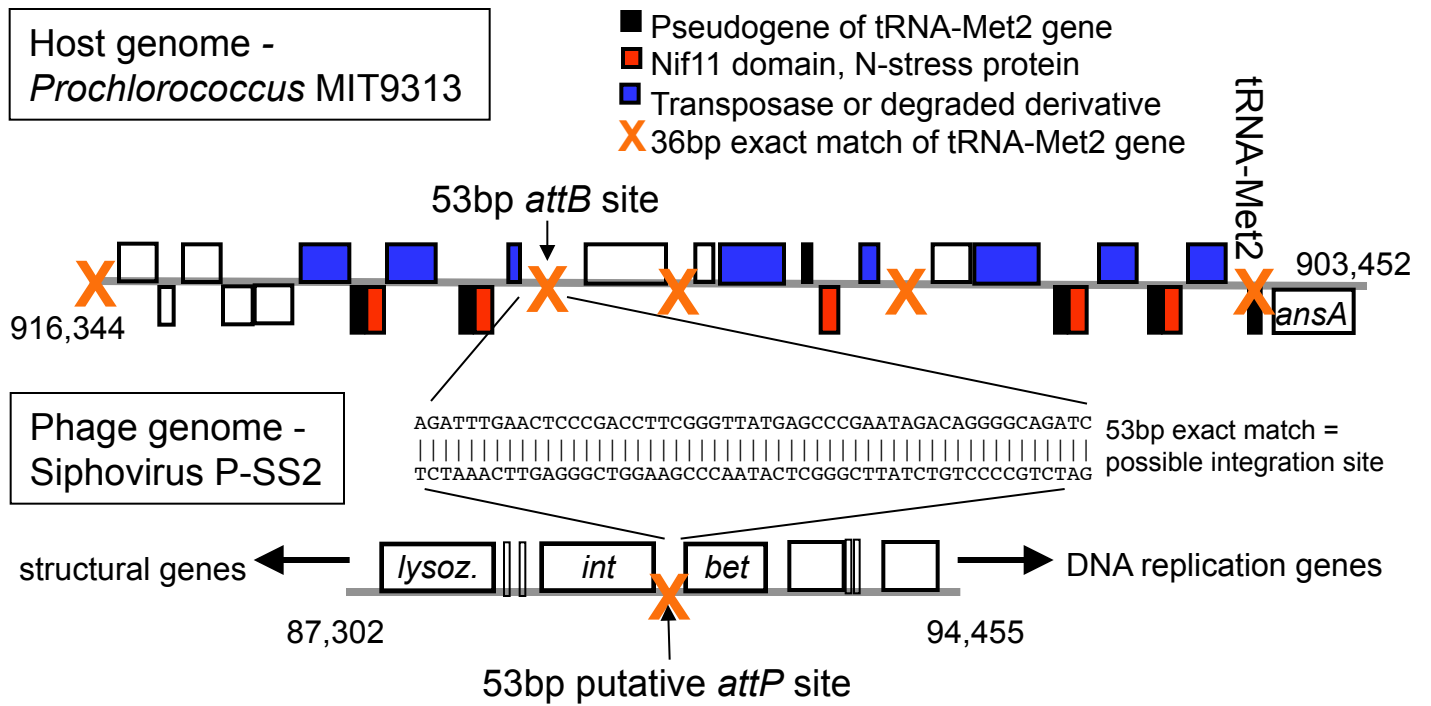 Host genome -
Prochlorococcus MIT9313
Pseudogene of tRNA-Met2 gene
Nif11 domain, N-stress protein
Transposase or degraded derivative
X 36bp exact match of tRNA-Met2 gene
tRNA-Met2
53bp attB site
903,452
916,344
ansA
Phage genome -
Siphovirus P-SS2
AGATTTGAACTCCCGACCTTCGGGTTATGAGCCCGAATAGACAGGGGCAGATC
TCTAAACTTGAGGGCTGGAAGCCCAATACTCGGGCTTATCTGTCCCCGTCTAG
53bp exact match =
possible integration site
structural genes
lysoz.
int
bet
DNA replication genes
87,302
94,455
53bp putative attP site